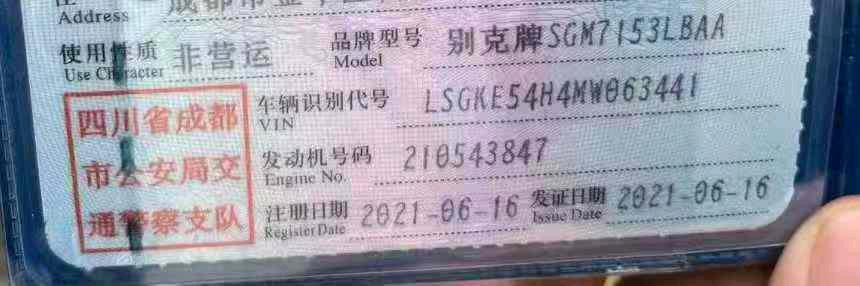 Address
使用性质 非营运 品牌型号 别克牌SGM7153LBAA
Use Character Model
车辆识别代号 LSGKE54H4MW063441
VIN
四川省成都
市公安局交
通警察支队
发动机号码 210543847
Engine No.
注册日期 2021-06-16 发证日期 2021-06-16
Register Date Issue Date